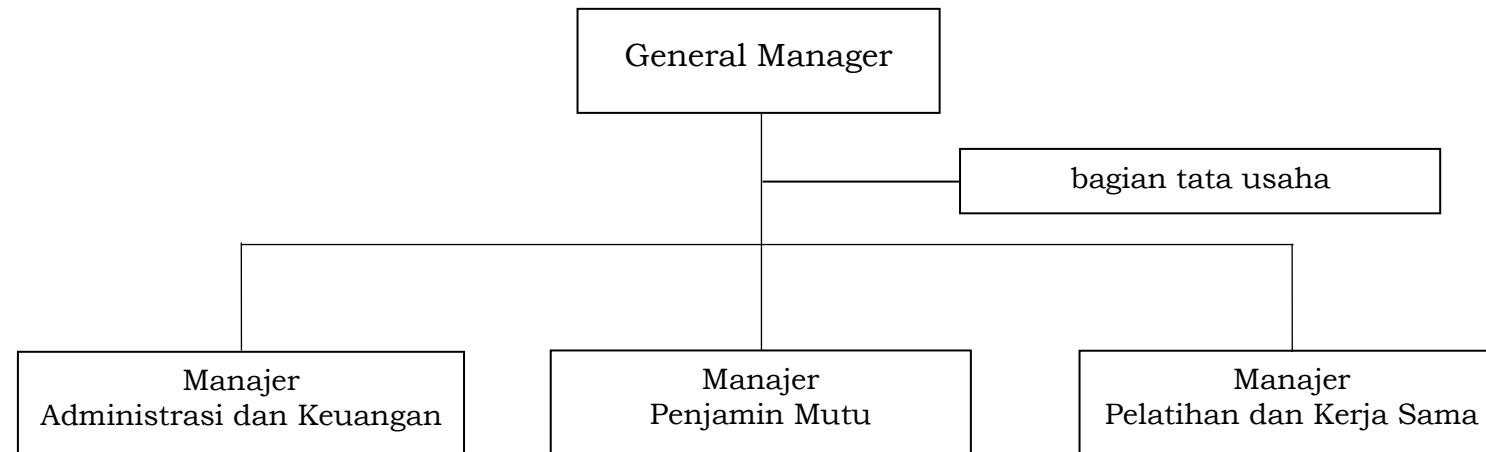 General Manager
bagian tata usaha
Manajer
Administrasi dan Keuangan
Manajer
Penjamin Mutu
Manajer
Pelatihan dan Kerja Sama